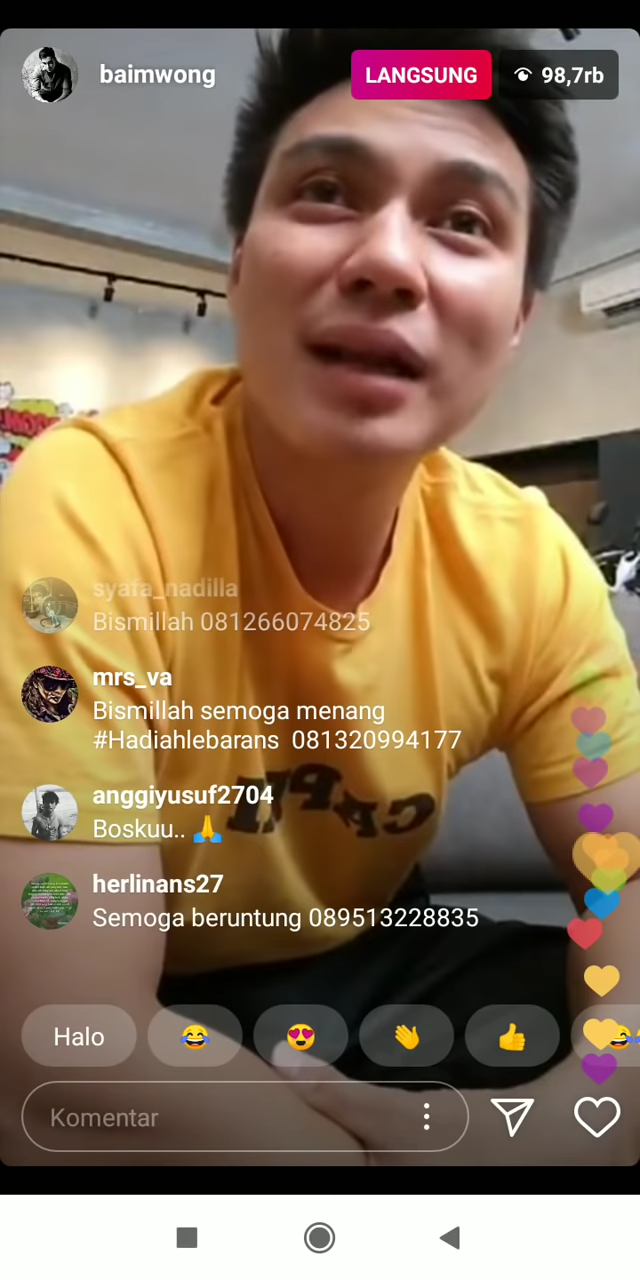 baimwong
LANGSUNG
98,7rb
syafa_nadilla
Bismillah 081266074825
mrs_va
Bismillah semoga menang
#Hadiahlebarans 081320994177
anggiyusuf2704
Boskuu.. 🙏
herlinans27
Semoga beruntung 089513228835
Halo 😂 😍 👋 👍 😂
Komentar